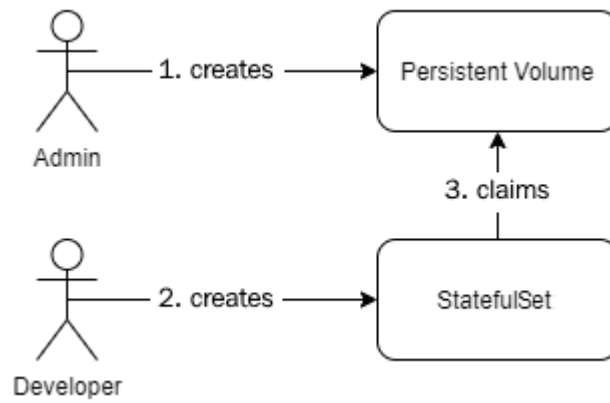 1. creates
Persistent Volume
Admin
3. claims
2. creates
StatefulSet
Developer